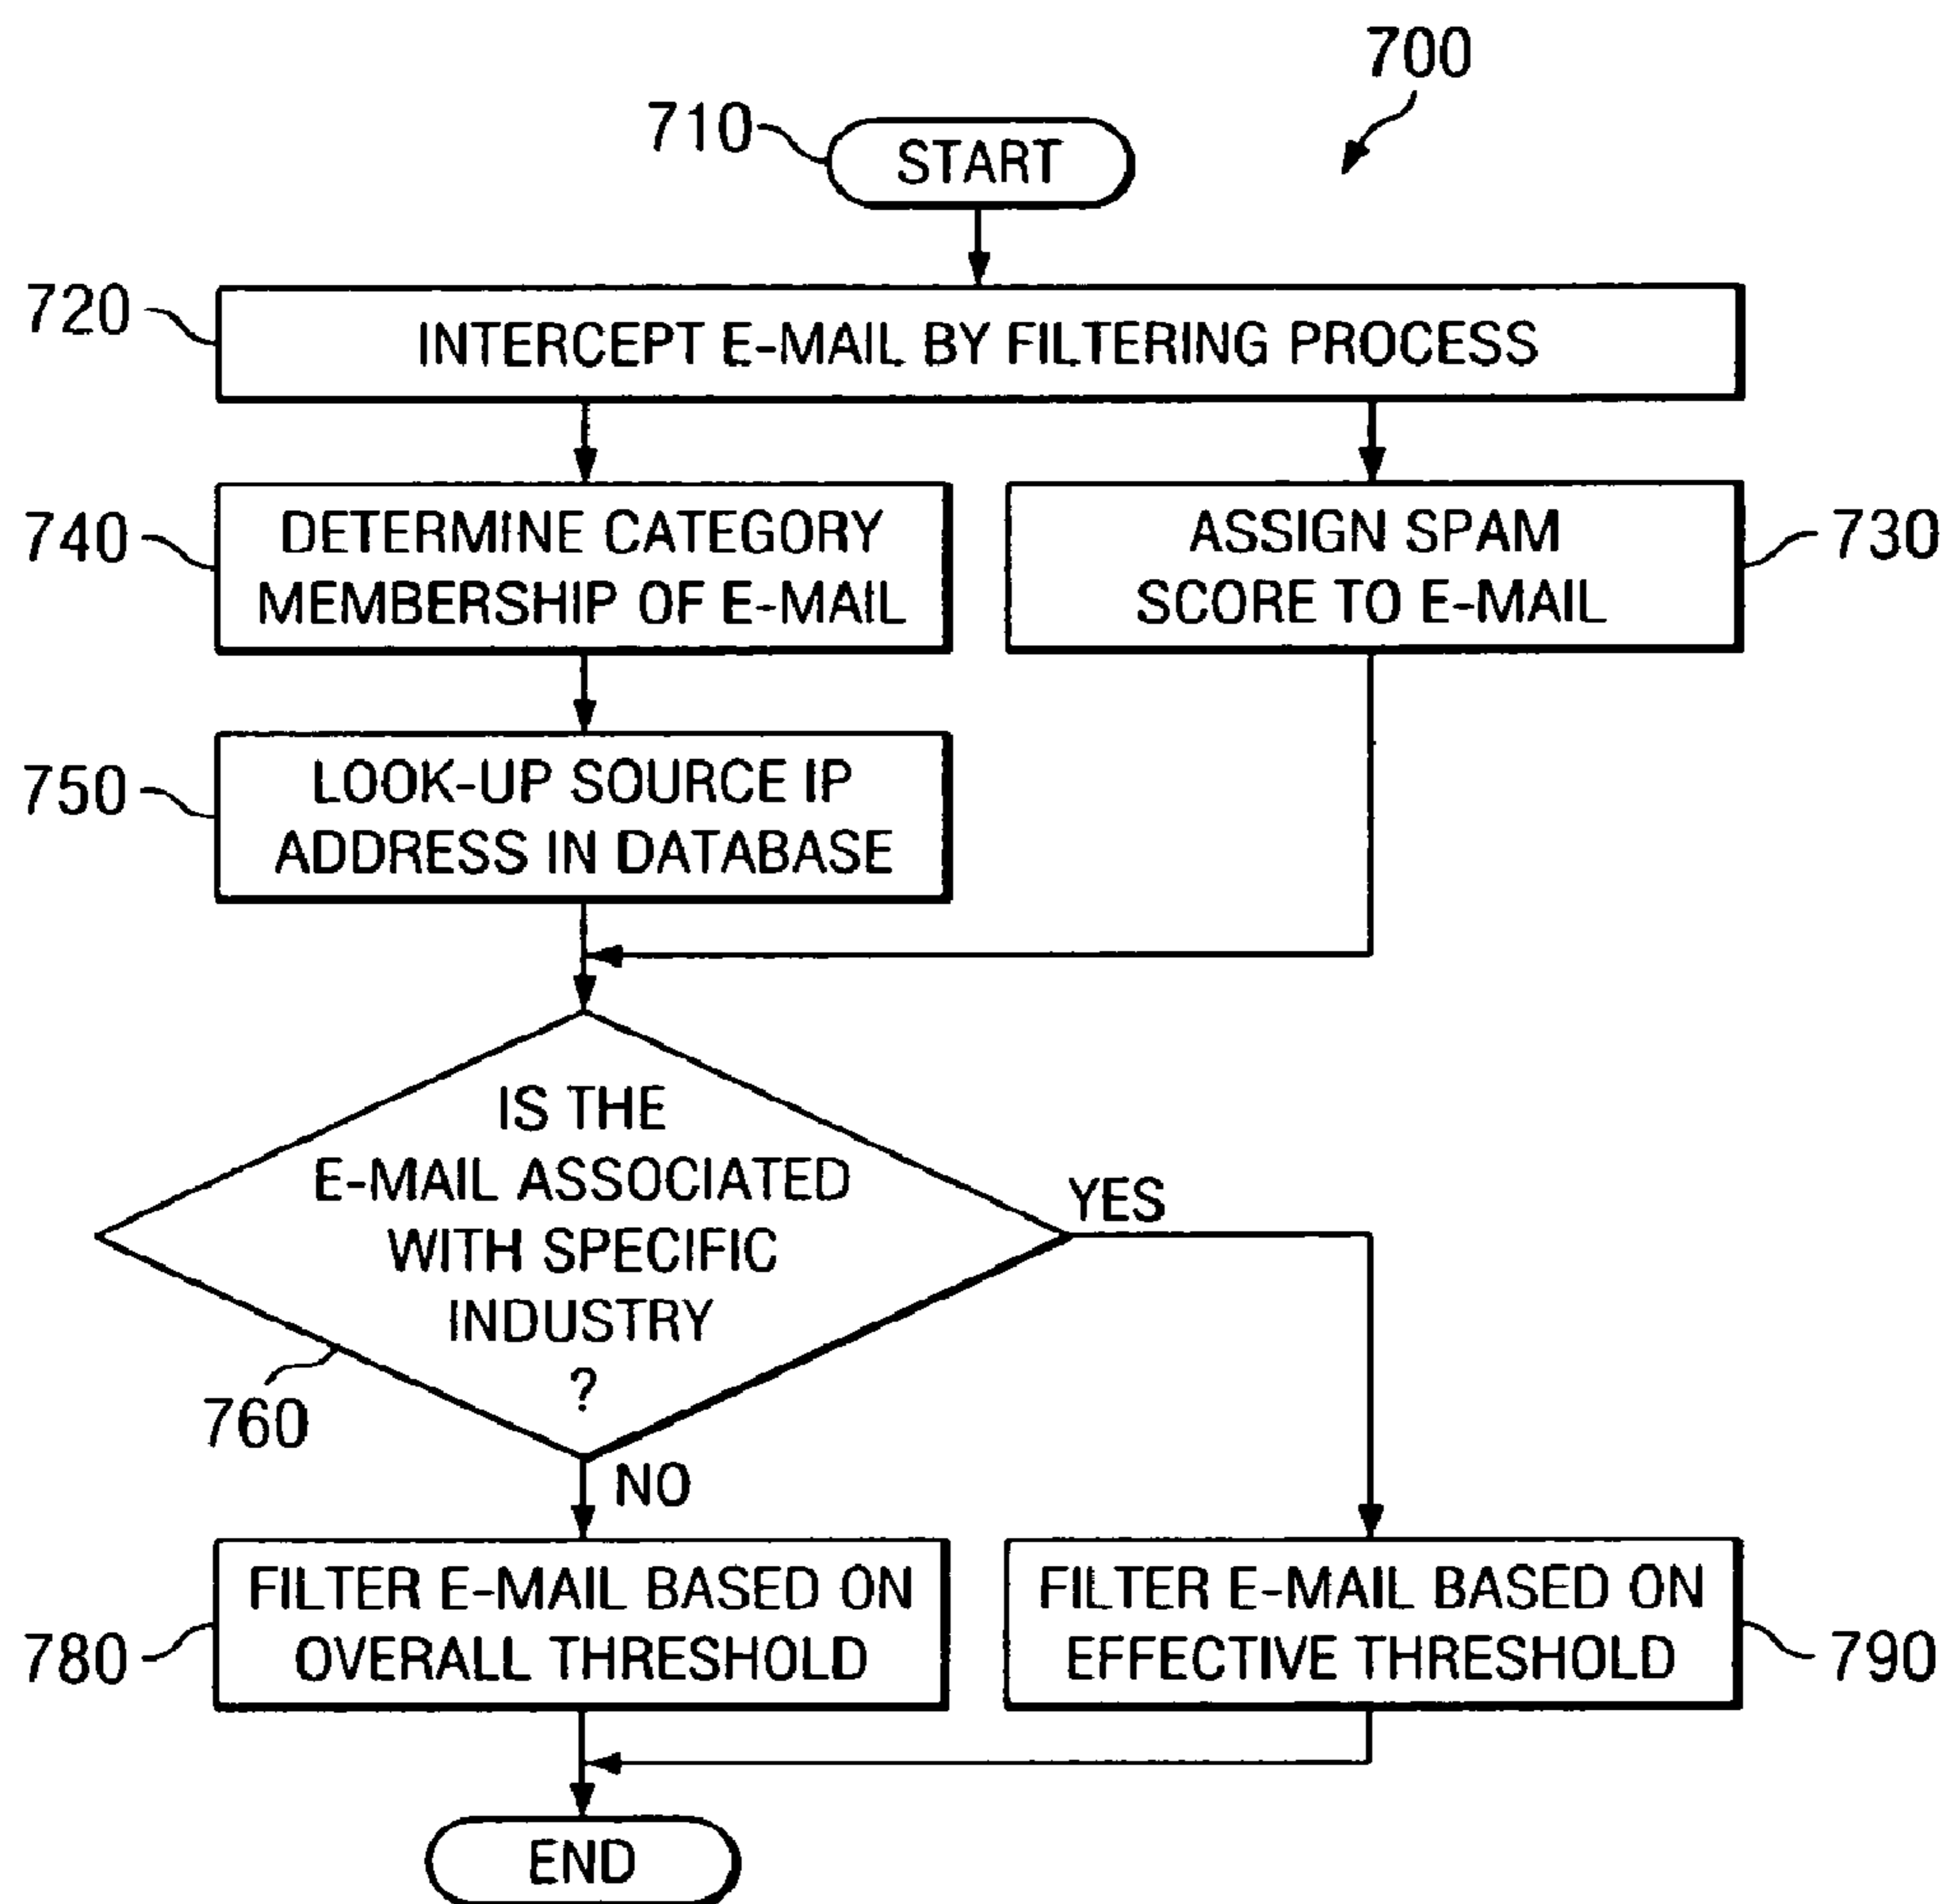 700
710
START
720
INTERCEPT E-MAIL BY FILTERING PROCESS
740
DETERMINE CATEGORY
MEMBERSHIP OF E-MAIL
ASSIGN SPAM
SCORE TO E-MAIL
730
750
LOOK-UP SOURCE IP
ADDRESS IN DATABASE
IS THE
E-MAIL ASSOCIATED
WITH SPECIFIC
INDUSTRY
?
YES
760
NO
780
FILTER E-MAIL BASED ON
OVERALL THRESHOLD
FILTER E-MAIL BASED ON
EFFECTIVE THRESHOLD
790
END